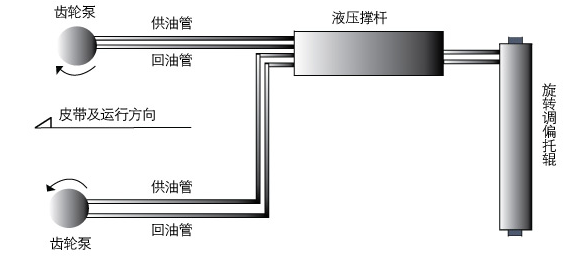 齿轮泵
供油管
液压撑杆
回油管
皮带及运行方向
旋转调偏托辊
供油管
齿轮泵
回油管